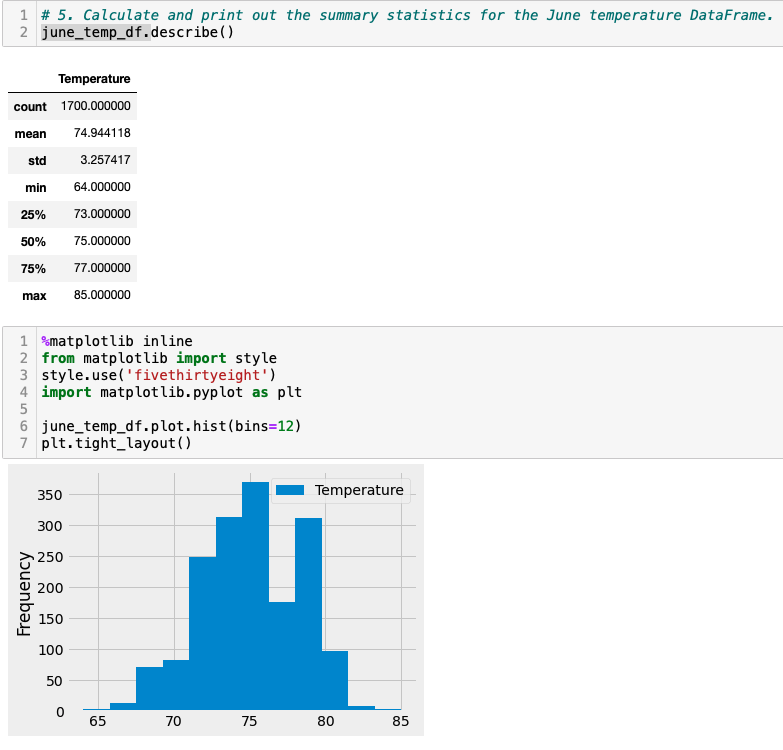 1 # 5. Calculate and print out the summary statistics for the June temperature DataFrame.
2 june_temp_df.describe()
Temperature
count 1700.000000
mean 74.944118
std 3.257417
min 64.000000
25% 73.000000
50% 75.000000
75% 77.000000
max 85.000000
1 %matplotlib inline
2 from matplotlib import style
3 style.use('fivethirtyeight')
4 import matplotlib.pyplot as plt
5
6 june_temp_df.plot.hist(bins=12)
7 plt.tight_layout()
Temperature
350
300
250
200
150
100
50
0
Frequency
65 70 75 80 85